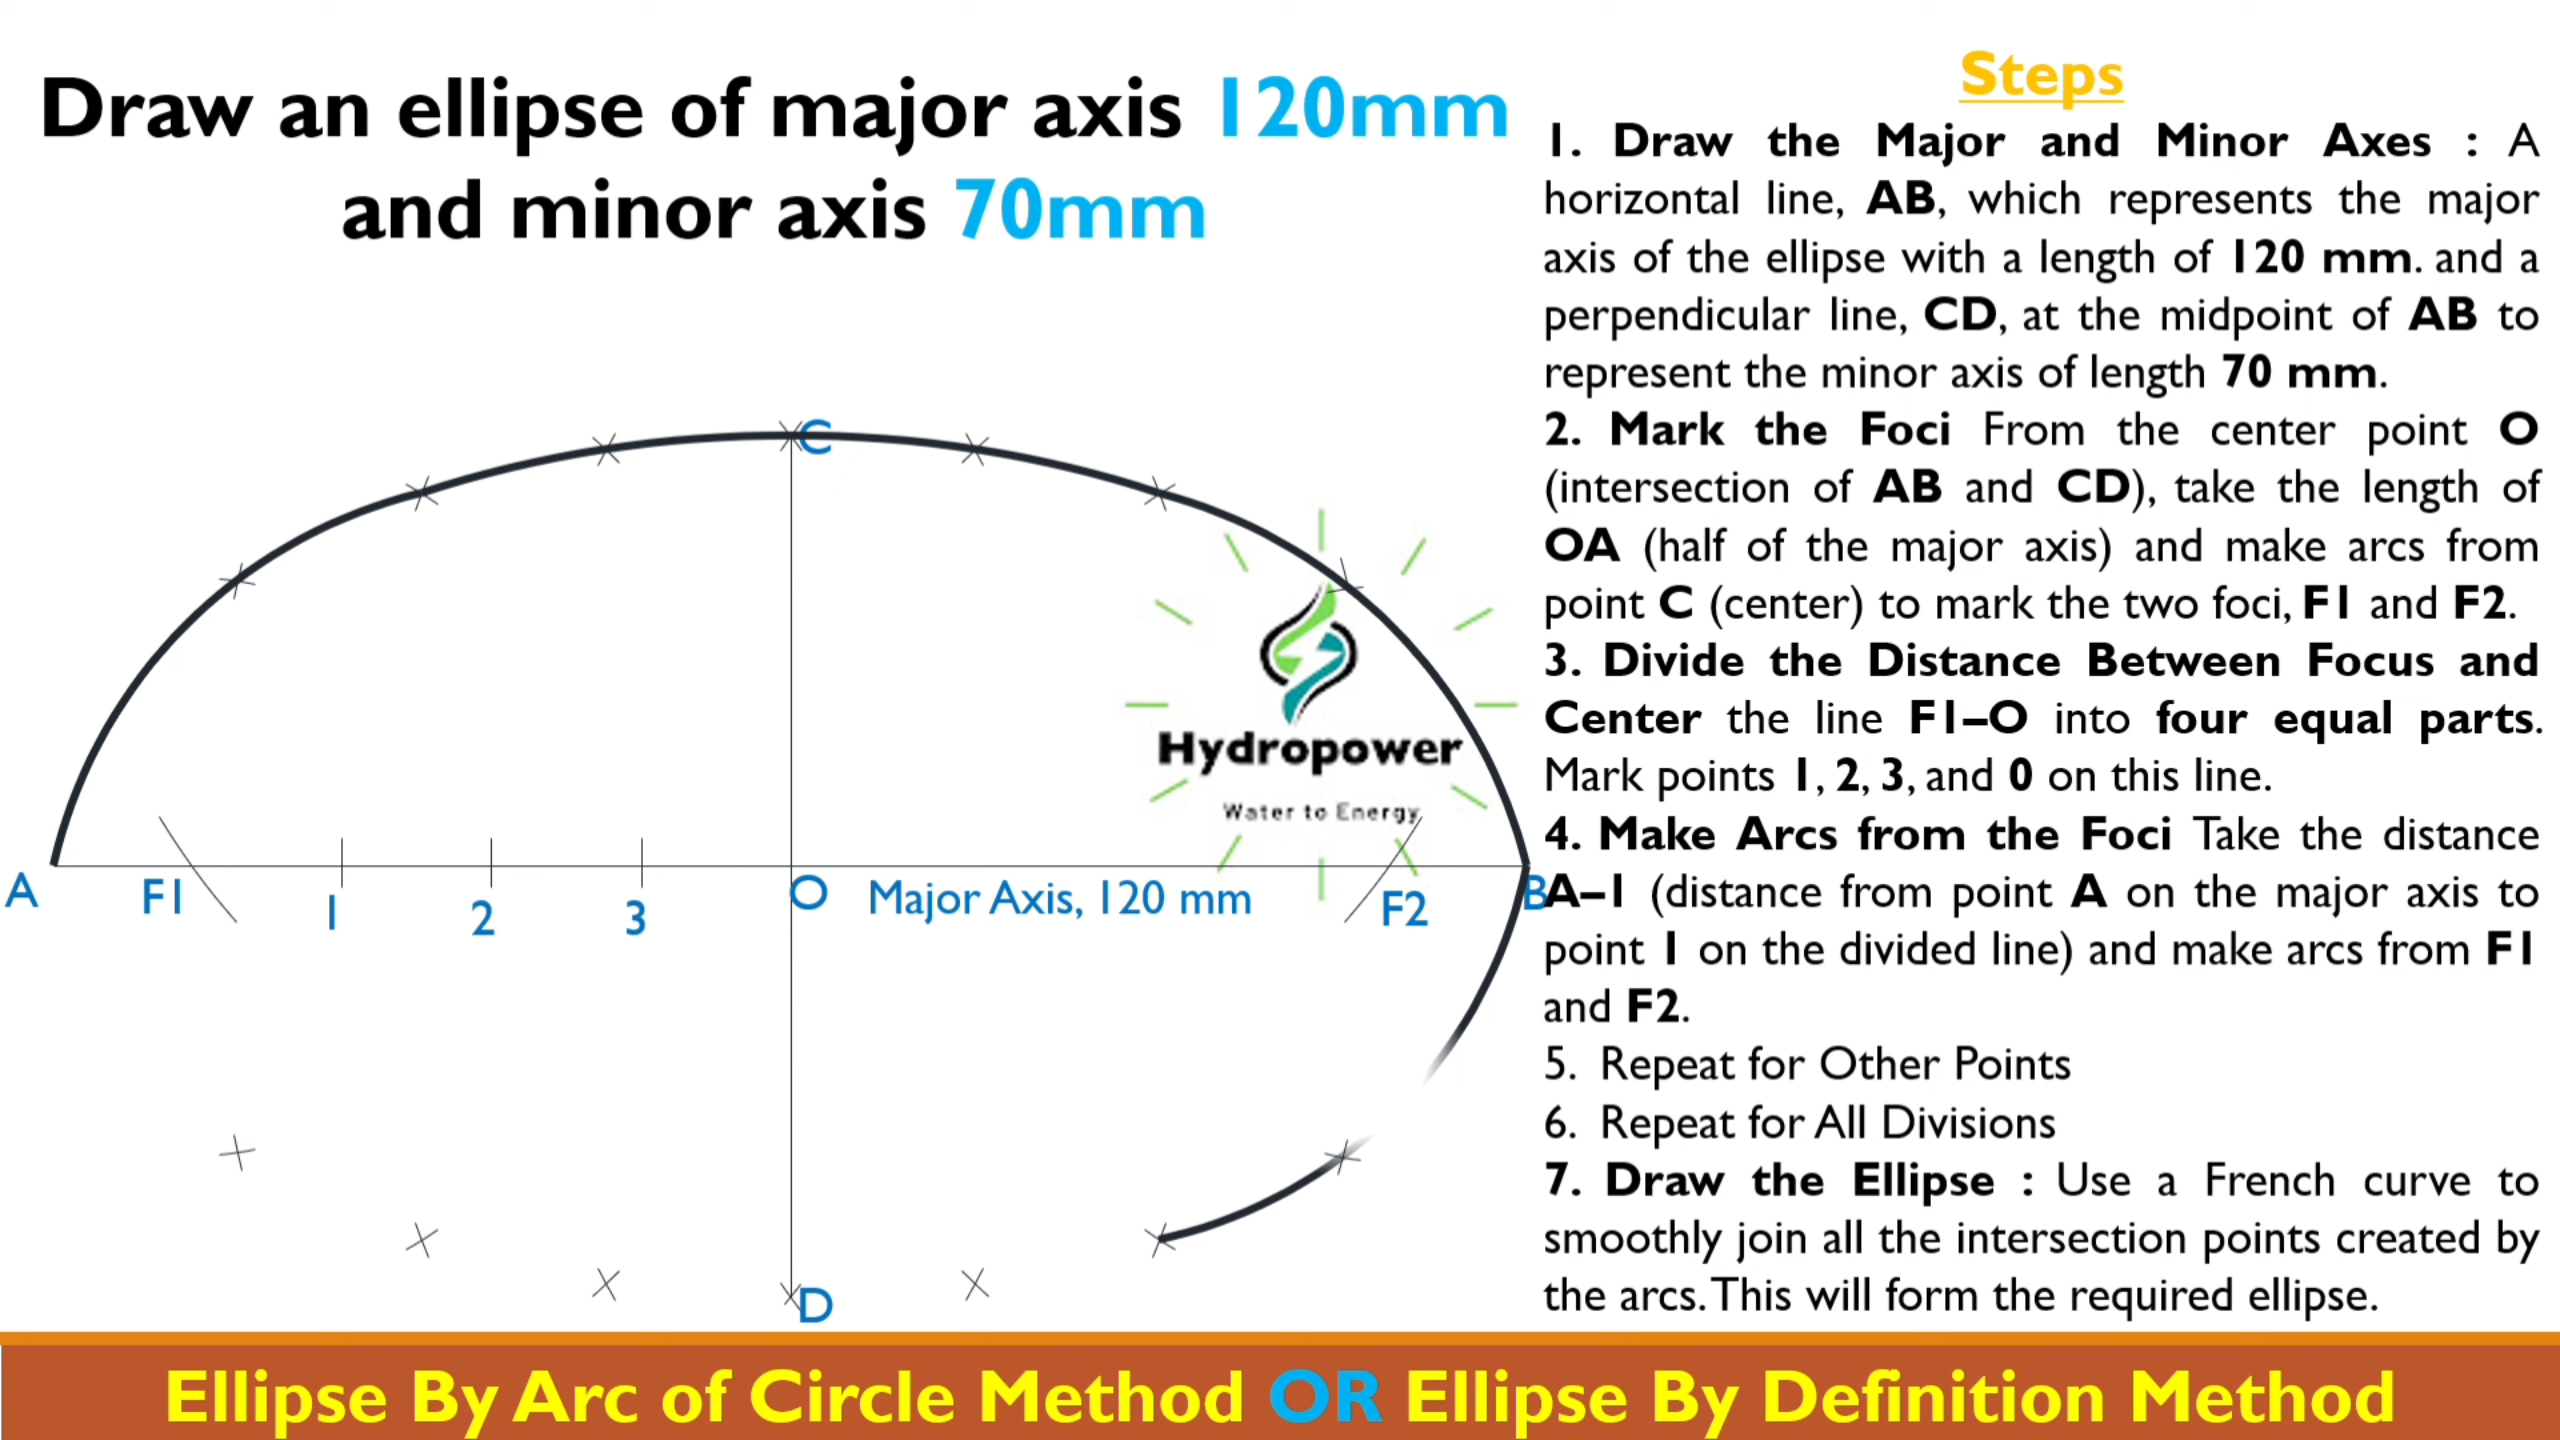 Draw an ellipse of major axis 120mm
and minor axis 70mm
C
Hydropower
Water to Energy
A
F1
1
2
3
O
Major Axis, 120 mm
F2
B
D
Steps
1. Draw the Major and Minor Axes : A
horizontal line, AB, which represents the major
axis of the ellipse with a length of 120 mm. and a
perpendicular line, CD, at the midpoint of AB to
represent the minor axis of length 70 mm.
2. Mark the Foci From the center point O
(intersection of AB and CD), take the length of
OA (half of the major axis) and make arcs from
point C (center) to mark the two foci, F1 and F2.
3. Divide the Distance Between Focus and
Center the line F1–O into four equal parts.
Mark points 1, 2, 3, and 0 on this line.
4. Make Arcs from the Foci Take the distance
A–1 (distance from point A on the major axis to
point 1 on the divided line) and make arcs from F1
and F2.
5. Repeat for Other Points
6. Repeat for All Divisions
7. Draw the Ellipse : Use a French curve to
smoothly join all the intersection points created by
the arcs. This will form the required ellipse.
Ellipse By Arc of Circle Method OR Ellipse By Definition Method